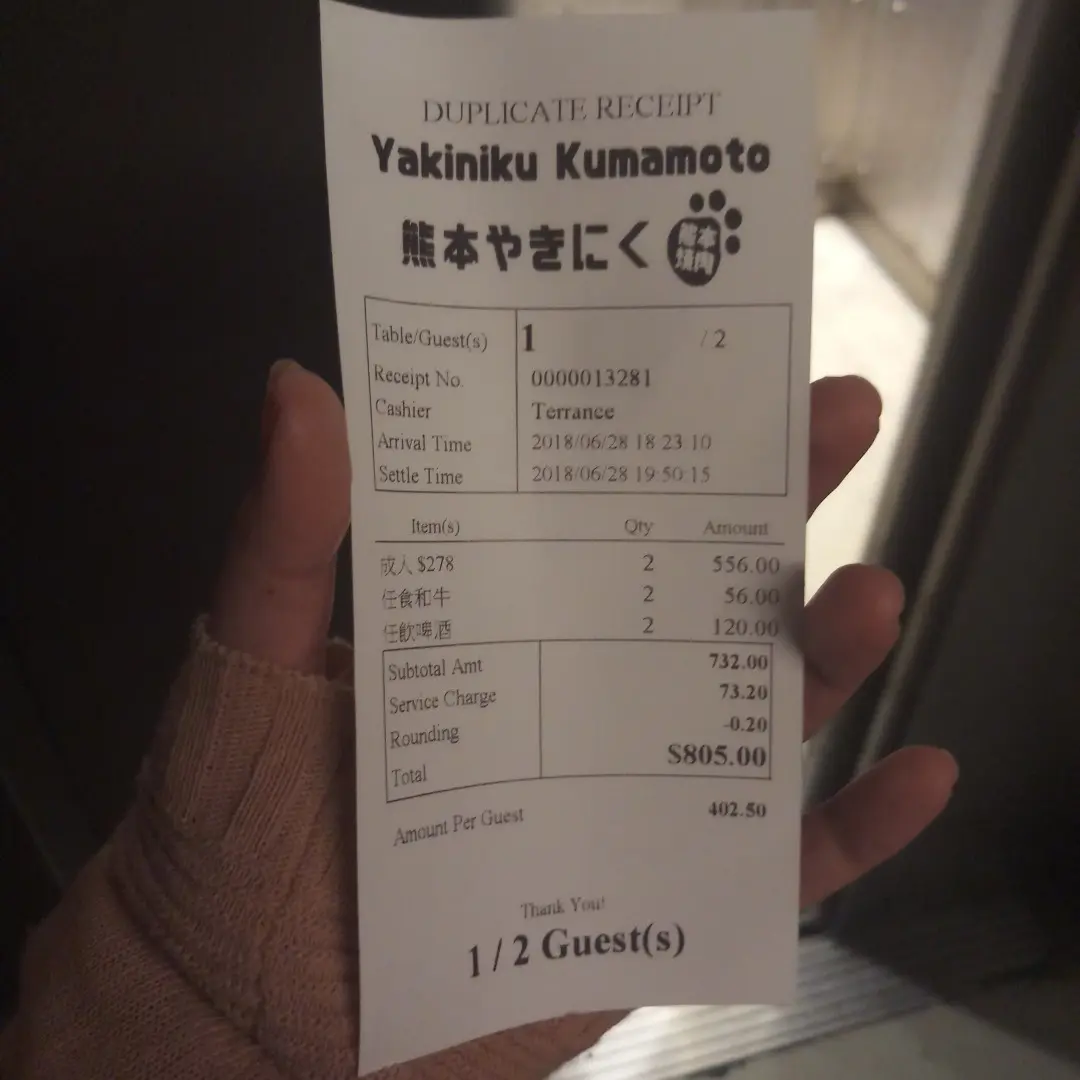 DUPLICATE RECEIPT
Yakiniku Kumamoto
熊本やきにく 熊本焼肉
Table/Guest(s) 1 / 2
Receipt No. 0000013281
Cashier Terrance
Arrival Time 2018/06/28 18:23:10
Settle Time 2018/06/28 19:50:15
Item(s) Qty Amount
成人 $278 2 556.00
任食和牛 2 56.00
任飲啤酒 2 120.00
Subtotal Amt 732.00
Service Charge 73.20
Rounding -0.20
Total $805.00
Amount Per Guest 402.50
Thank You!
1 / 2 Guest(s)